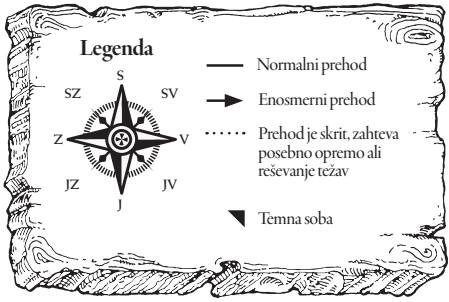 Legenda
S
SZ
SV
Z
V
JZ
JV
J
Normalni prehod
Enosmerni prehod
Prehod je skrit, zahteva
posebno opremo ali
reševanje težav
Temna soba